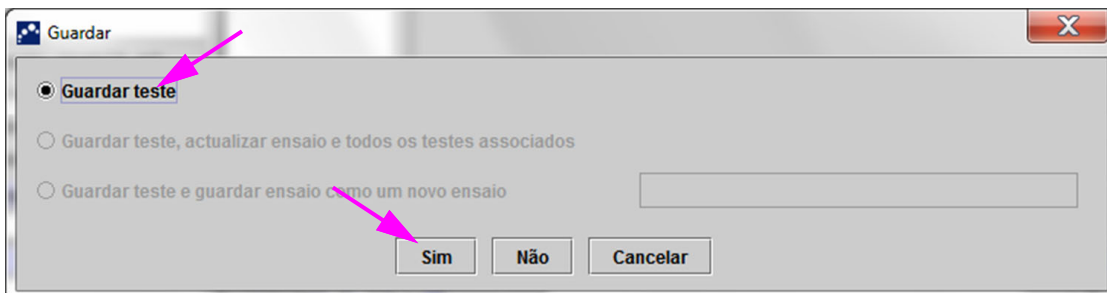 Guardar
Guardar teste
Guardar teste, actualizar ensaio e todos os testes associados
Guardar teste e guardar ensaio como um novo ensaio
Sim Não Cancelar